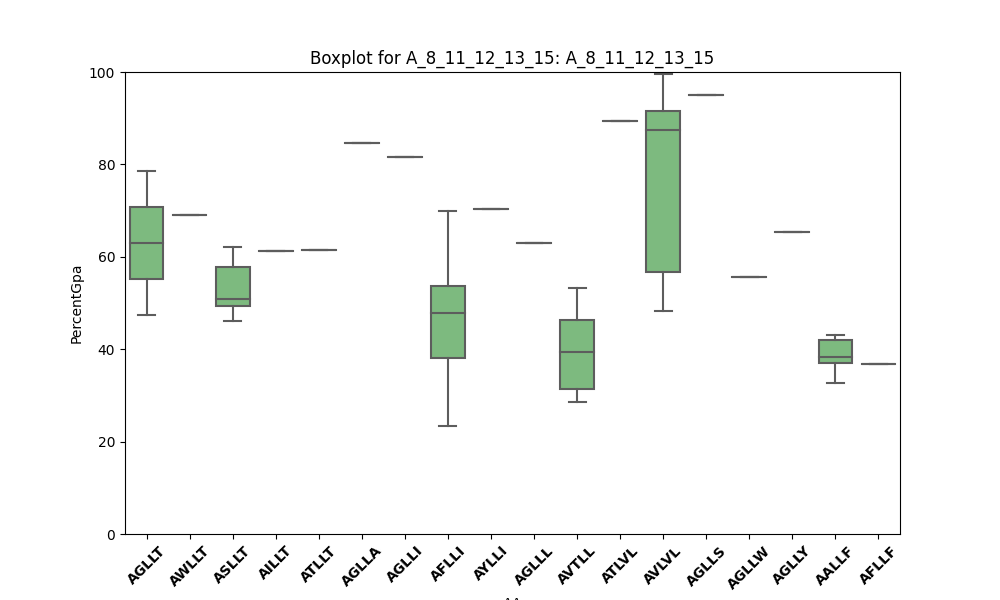 Boxplot for A_8_11_12_13_15: A_8_11_12_13_15
PercentGpa
100
80
60
40
20
0
AGLLT
AWLLT
ASLLT
AILLT
ATLLT
AGLLA
AGLLI
AFLLI
AYLLI
AGLLL
AVTLL
ATLVL
AVLVL
AGLLS
AGLLW
AGLLY
AALLF
AFLLF